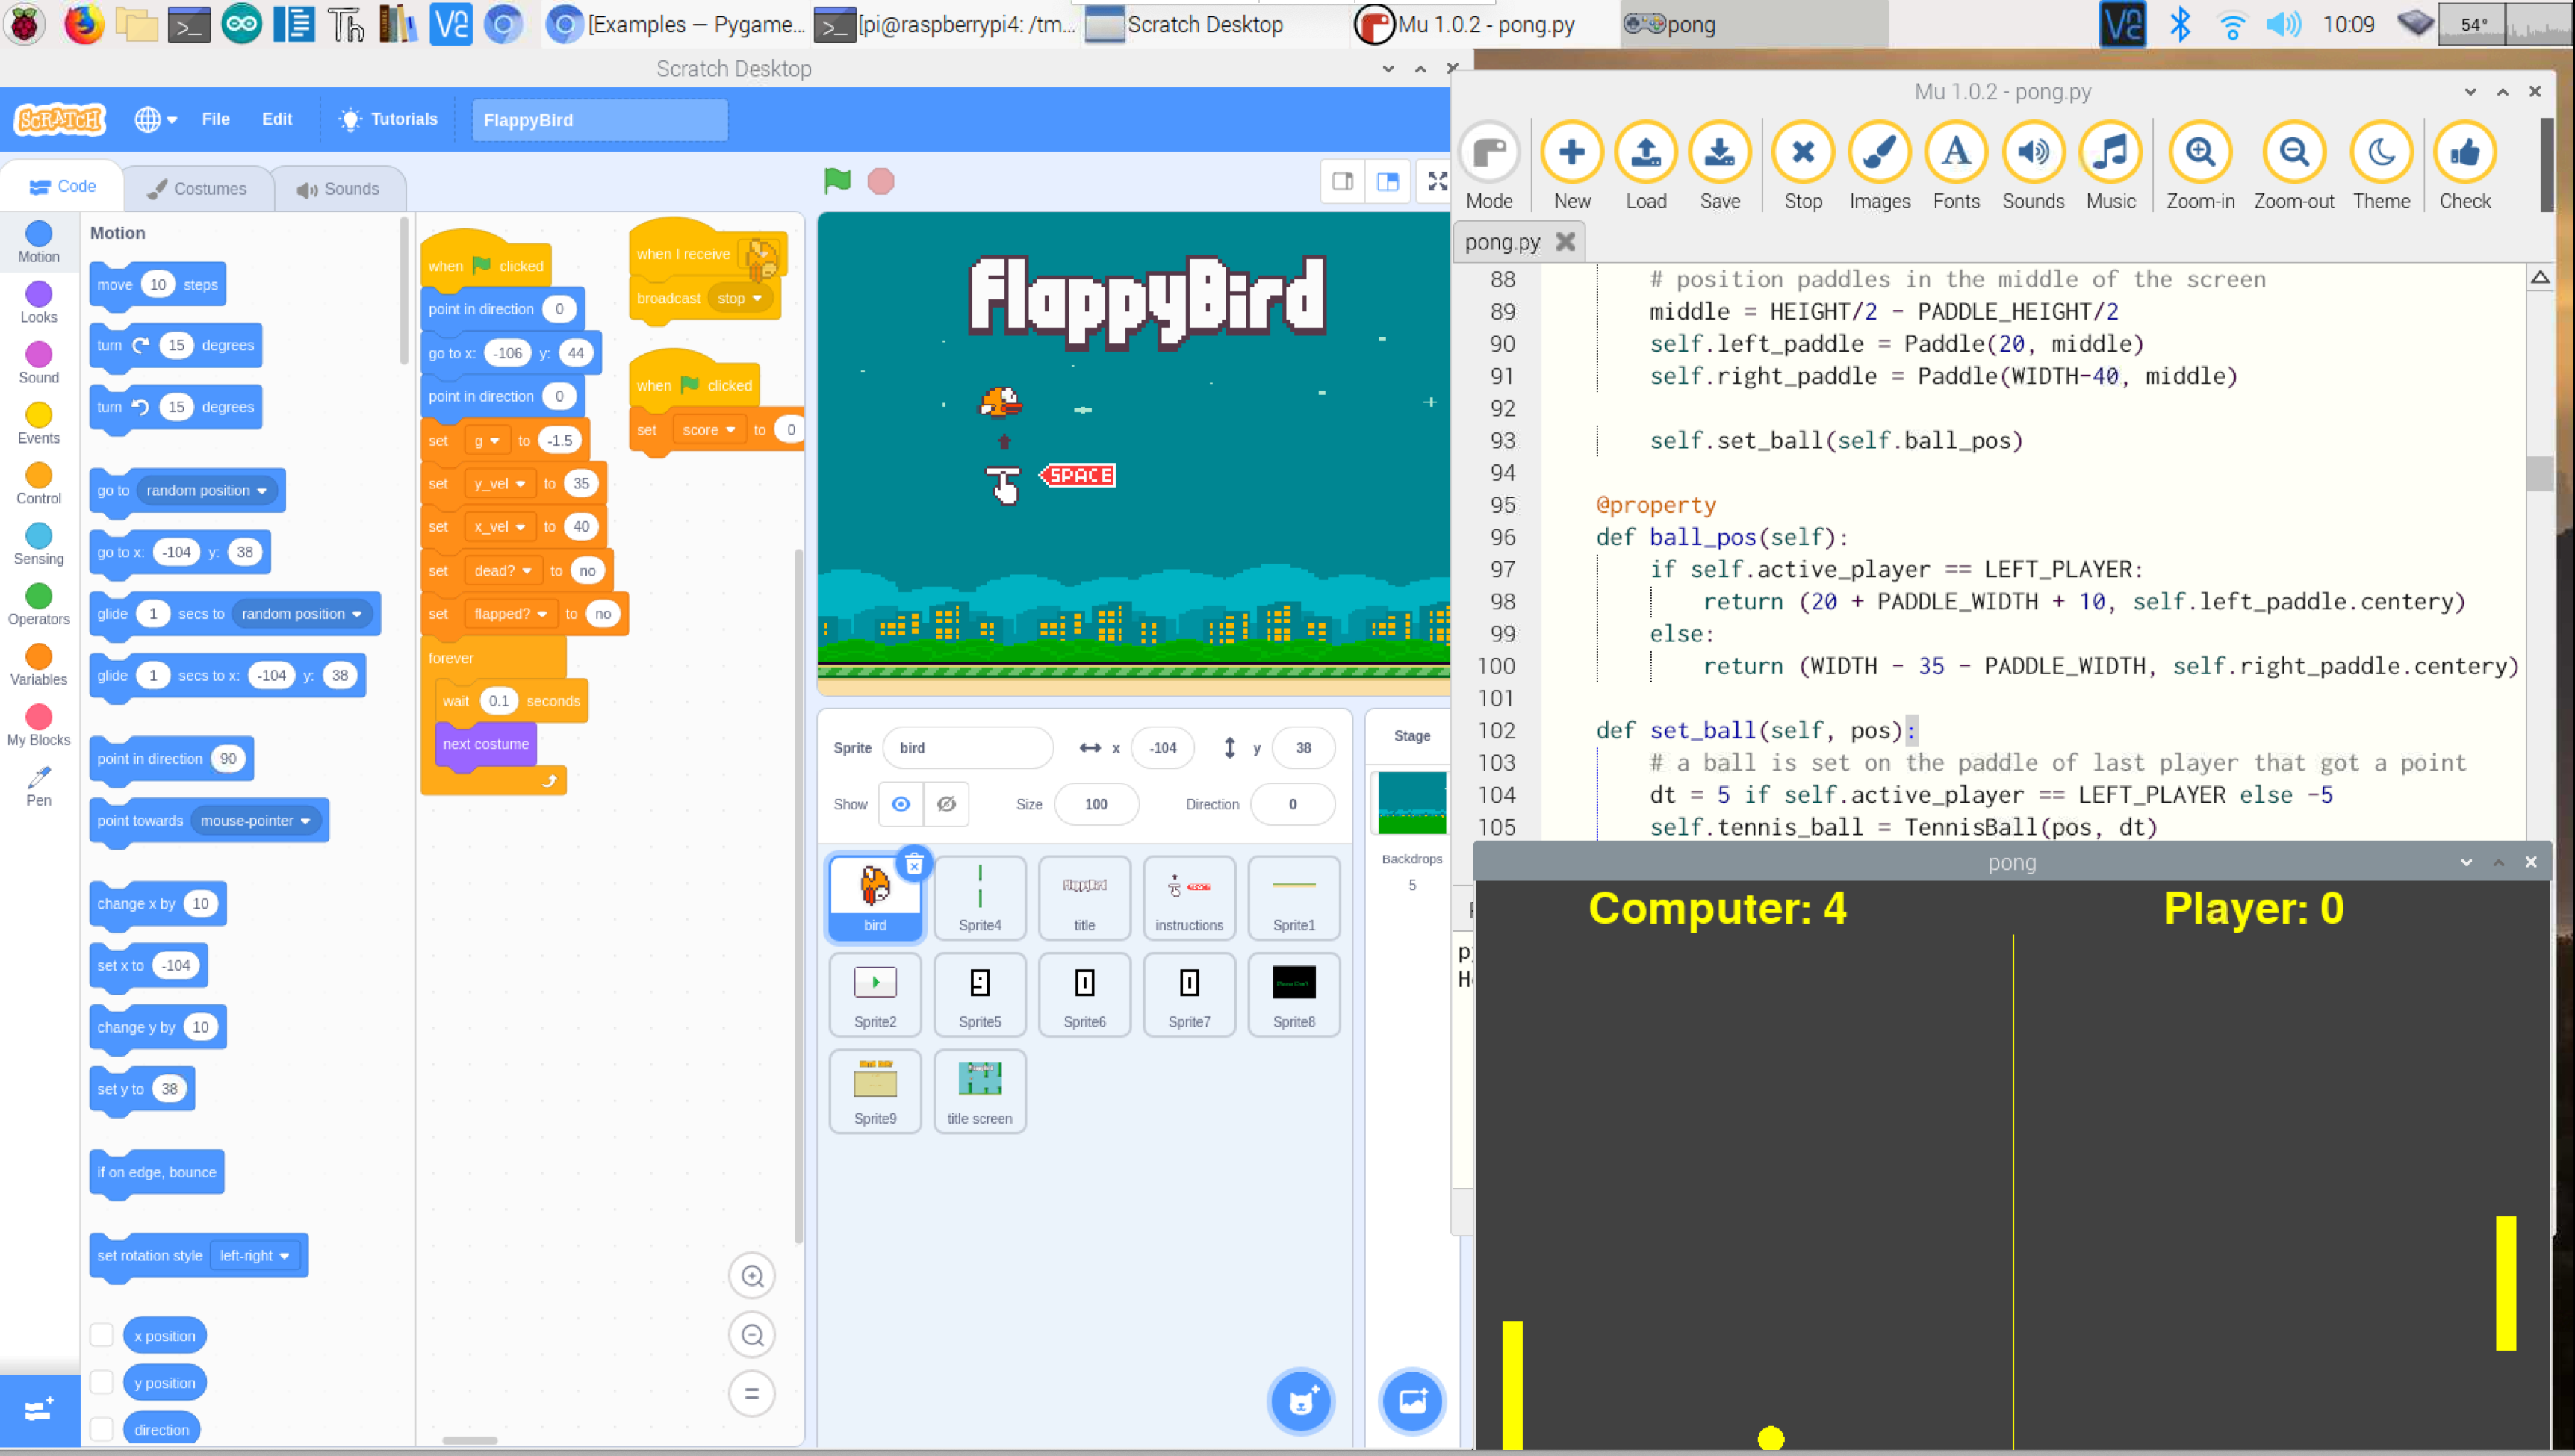 [Examples — Pygame...
[pi@raspberrypi4: /tm...
Scratch Desktop
Mu 1.0.2 - pong.py
pong
10:09
54°
Scratch Desktop
SCRATCH
File
Edit
Tutorials
FlappyBird
Code
Costumes
Sounds
Motion
Looks
Sound
Events
Control
Sensing
Operators
Variables
My Blocks
Pen
Motion
move 10 steps
turn 15 degrees
turn 15 degrees
go to random position
go to x: -104 y: 38
glide 1 secs to random position
glide 1 secs to x: -104 y: 38
point in direction 90
point towards mouse-pointer
change x by 10
set x to -104
change y by 10
set y to 38
if on edge, bounce
set rotation style left-right
x position
y position
direction
when clicked
point in direction 0
go to x: -106 y: 44
point in direction 0
set g to -1.5
set y_vel to 35
set x_vel to 40
set dead? to no
set flapped? to no
forever
wait 0.1 seconds
next costume
when I receive
broadcast stop
when clicked
set score to 0
FlappyBird
SPACE
Sprite bird x -104 y 38
Show Size 100 Direction 0
bird
Sprite4
title
instructions
Sprite1
Sprite2
Sprite5
Sprite6
Sprite7
Sprite8
Sprite9
title screen
Stage
Backdrops
5
Mu 1.0.2 - pong.py
Mode
New
Load
Save
Stop
Images
Fonts
Sounds
Music
Zoom-in
Zoom-out
Theme
Check
pong.py
88 # position paddles in the middle of the screen
89 middle = HEIGHT/2 - PADDLE_HEIGHT/2
90 self.left_paddle = Paddle(20, middle)
91 self.right_paddle = Paddle(WIDTH-40, middle)
92
93 self.set_ball(self.ball_pos)
94
95 @property
96 def ball_pos(self):
97 if self.active_player == LEFT_PLAYER:
98 return (20 + PADDLE_WIDTH + 10, self.left_paddle.centery)
99 else:
100 return (WIDTH - 35 - PADDLE_WIDTH, self.right_paddle.centery)
101
102 def set_ball(self, pos):
103 # a ball is set on the paddle of last player that got a point
104 dt = 5 if self.active_player == LEFT_PLAYER else -5
105 self.tennis_ball = TennisBall(pos, dt)
pong
Computer: 4
Player: 0